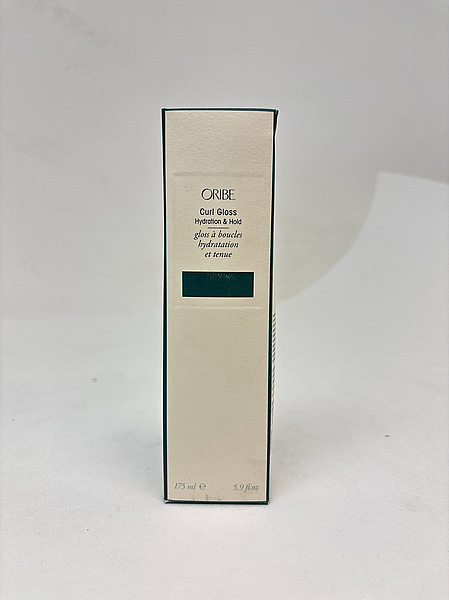 ORIBE
Curl Gloss
Hydration & Hold
gloss à boucles
hydratation
et tenue
175 ml ℮ 5.9 fl.oz